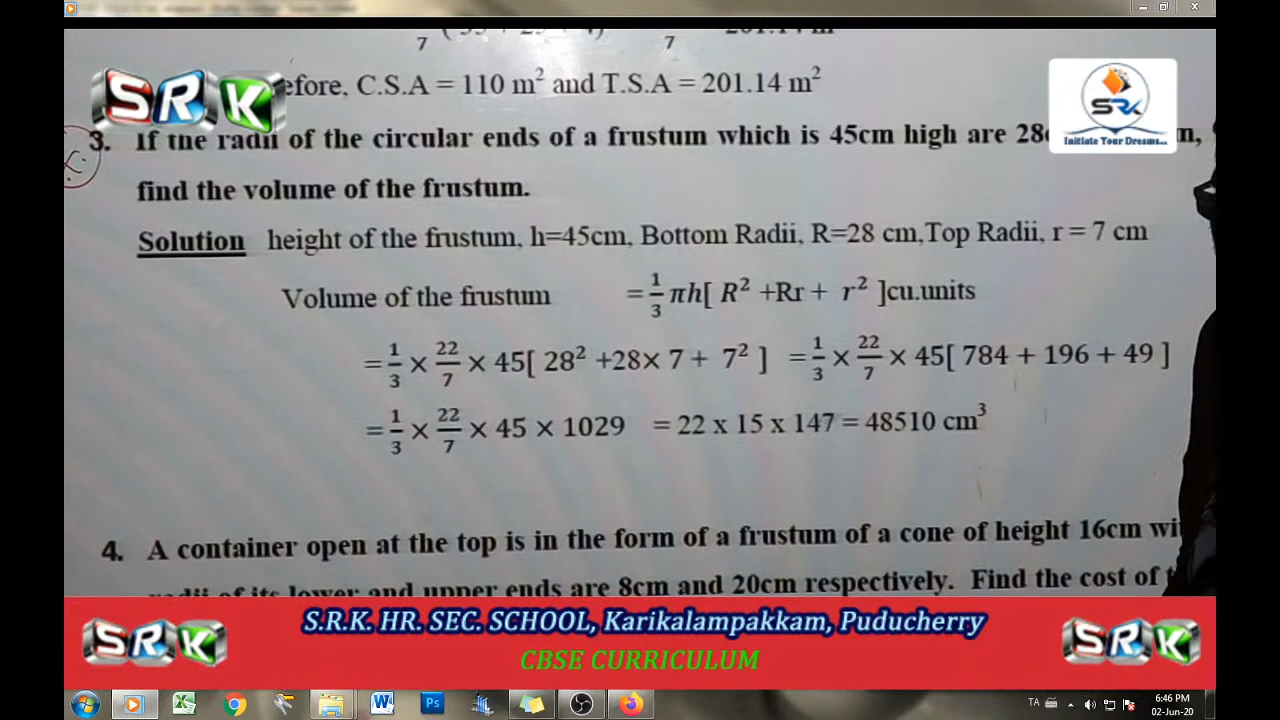 SRK
efore, C.S.A = 110 m² and T.S.A = 201.14 m²
SRK
Initiate Your Dreams...
3. If the radii of the circular ends of a frustum which is 45cm high are
find the volume of the frustum.
Solution height of the frustum, h=45cm, Bottom Radii, R=28 cm,Top Radii, r = 7 cm
Volume of the frustum = 1/3 πh[ R² +Rr + r² ]cu.units
= 1/3 × 22/7 × 45[ 28² +28× 7 + 7² ] = 1/3 × 22/7 × 45[ 784 + 196 + 49 ]
= 1/3 × 22/7 × 45 × 1029 = 22 x 15 x 147 = 48510 cm³
4. A container open at the top is in the form of a frustum of a cone of height 16cm
radii of its lower and upper ends are 8cm and 20cm respectively. Find the cost of
S.R.K. HR. SEC. SCHOOL, Karikalampakkam, Puducherry
SRK
SRK
CBSE CURRICULUM
TA
6:46 PM
02-Jun-20